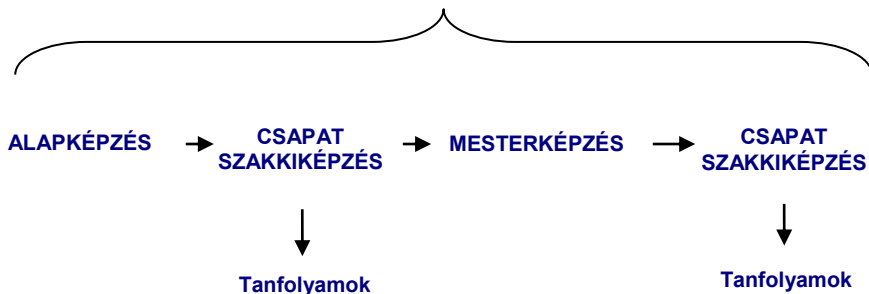 ALAPKÉPZÉS
CSAPAT
SZAKKIKÉPZÉS
MESTERKÉPZÉS
CSAPAT
SZAKKIKÉPZÉS
Tanfolyamok
Tanfolyamok